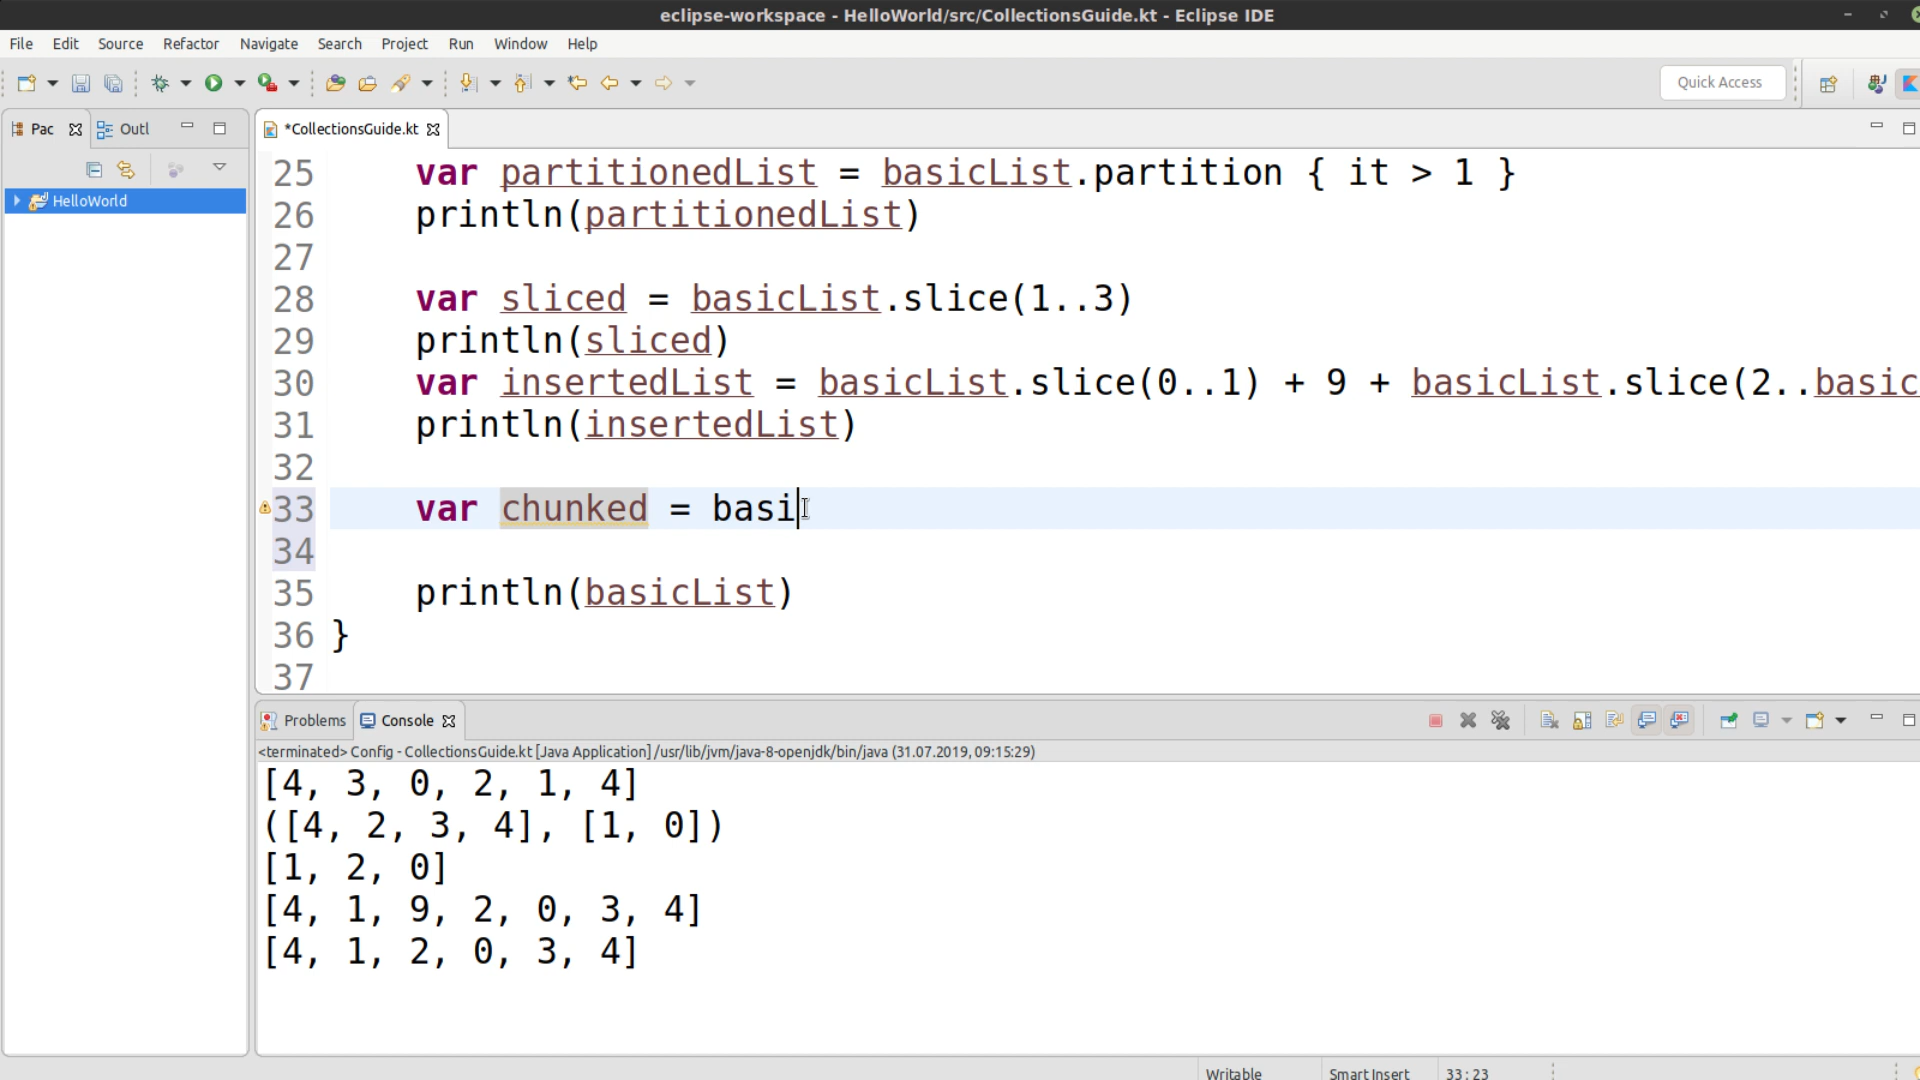 eclipse-workspace - HelloWorld/src/CollectionsGuide.kt - Eclipse IDE
File Edit Source Refactor Navigate Search Project Run Window Help
Quick Access
Pac Outl
*CollectionsGuide.kt
HelloWorld
25 var partitionedList = basicList.partition { it > 1 }
26 println(partitionedList)
27
28 var sliced = basicList.slice(1..3)
29 println(sliced)
30 var insertedList = basicList.slice(0..1) + 9 + basicList.slice(2..basic
31 println(insertedList)
32
33 var chunked = basi
34
35 println(basicList)
36 }
37
Problems Console
<terminated> Config - CollectionsGuide.kt [Java Application] /usr/lib/jvm/java-8-openjdk/bin/java (31.07.2019, 09:15:29)
[4, 3, 0, 2, 1, 4]
([4, 2, 3, 4], [1, 0])
[1, 2, 0]
[4, 1, 9, 2, 0, 3, 4]
[4, 1, 2, 0, 3, 4]
Writable Smart Insert 33:23